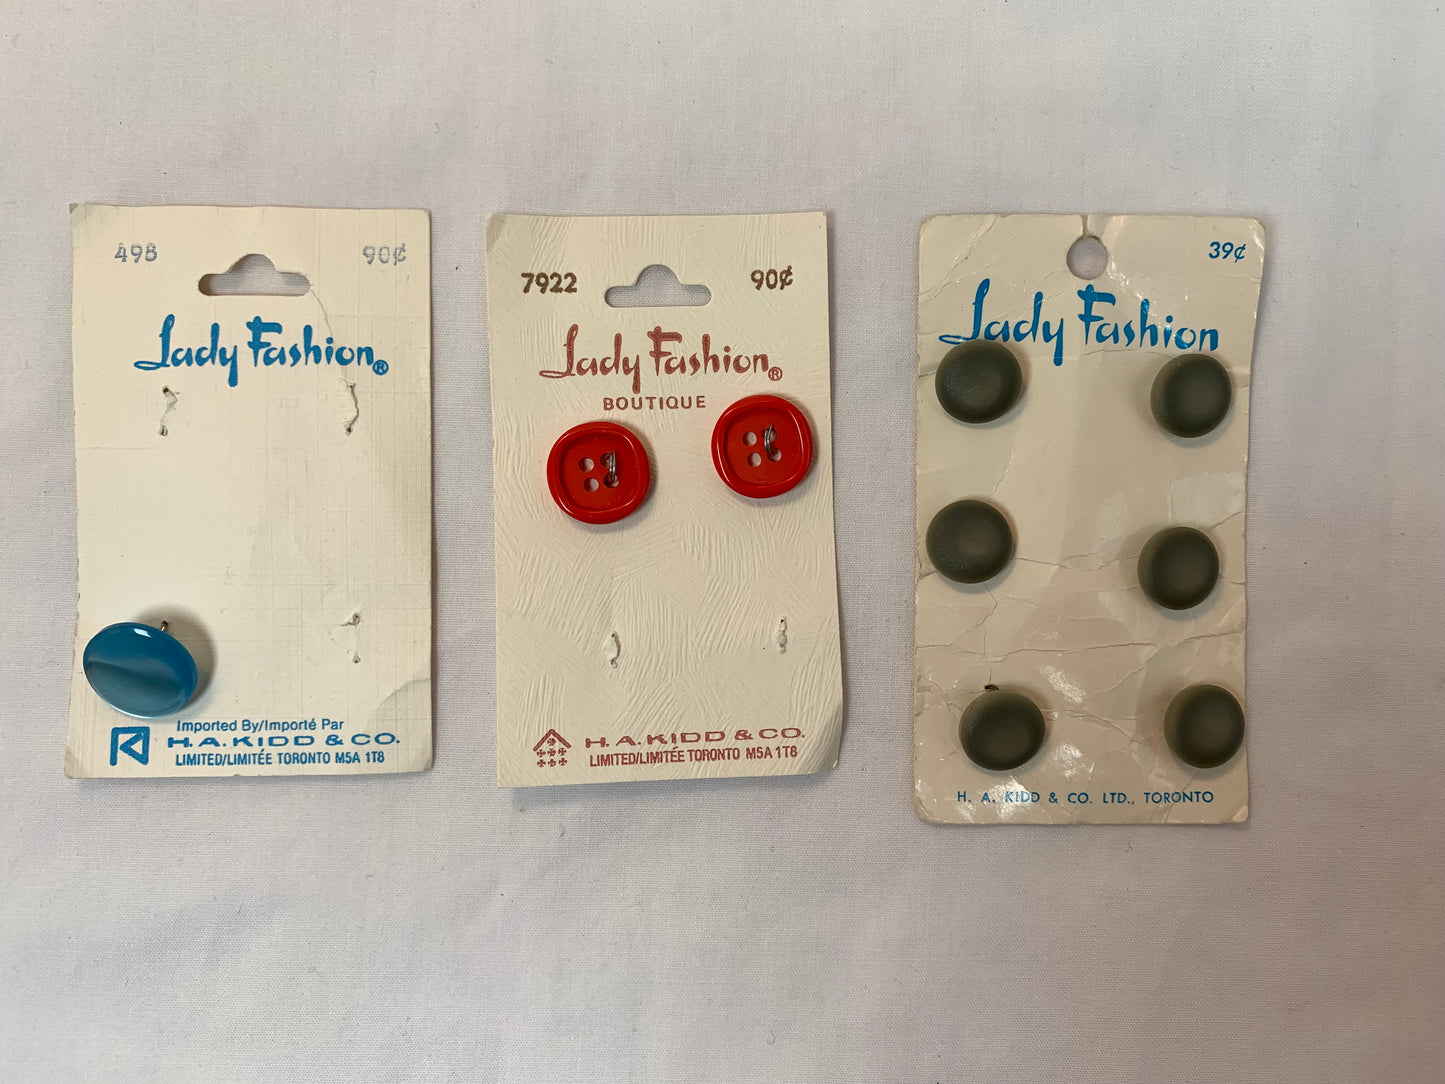 498 90¢
Lady Fashion®
Imported By/Importé Par
H.A. KIDD & CO.
LIMITED/LIMITÉE TORONTO M5A 1T8
7922 90¢
Lady Fashion®
BOUTIQUE
H.A. KIDD & CO.
LIMITED/LIMITÉE TORONTO M5A 1T8
39¢
Lady Fashion
H. A. KIDD & CO. LTD., TORONTO